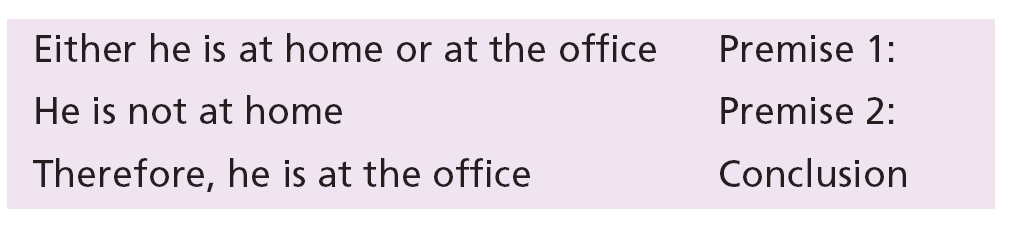 Either he is at home or at the office Premise 1:
He is not at home Premise 2:
Therefore, he is at the office Conclusion